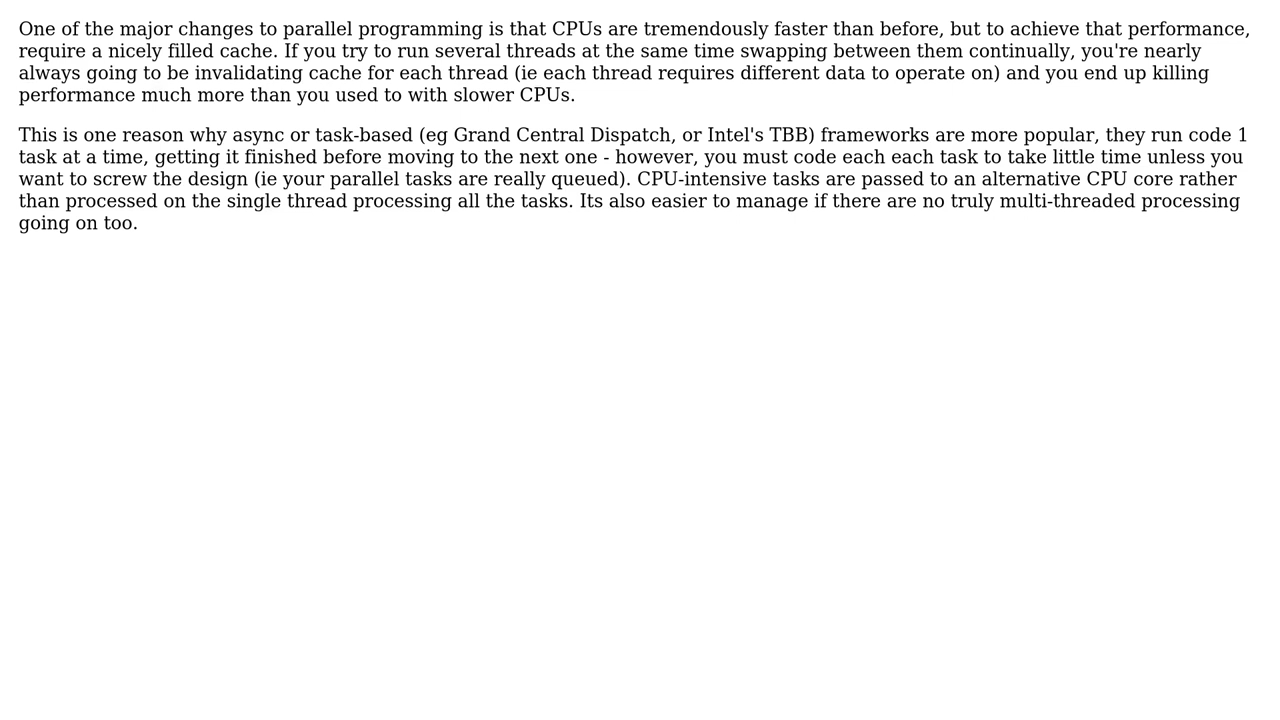 One of the major changes to parallel programming is that CPUs are tremendously faster than before, but to achieve that performance,
require a nicely filled cache. If you try to run several threads at the same time swapping between them continually, you're nearly
always going to be invalidating cache for each thread (ie each thread requires different data to operate on) and you end up killing
performance much more than you used to with slower CPUs.
This is one reason why async or task-based (eg Grand Central Dispatch, or Intel's TBB) frameworks are more popular, they run code 1
task at a time, getting it finished before moving to the next one - however, you must code each each task to take little time unless you
want to screw the design (ie your parallel tasks are really queued). CPU-intensive tasks are passed to an alternative CPU core rather
than processed on the single thread processing all the tasks. Its also easier to manage if there are no truly multi-threaded processing
going on too.